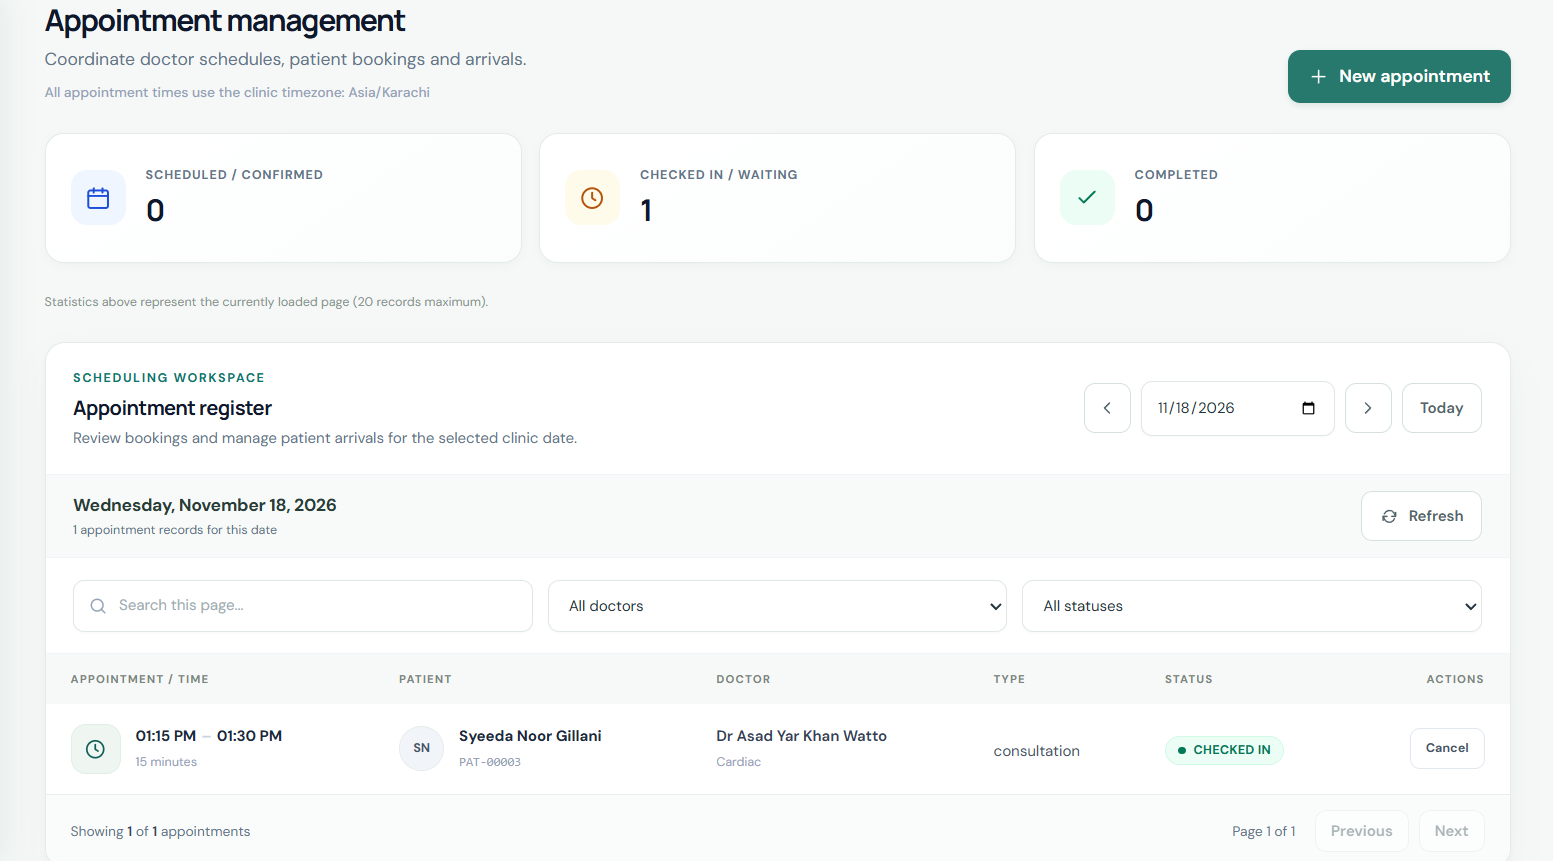 Appointment management
Coordinate doctor schedules, patient bookings and arrivals.
All appointment times use the clinic timezone: Asia/Karachi
New appointment
SCHEDULED / CONFIRMED
0
CHECKED IN / WAITING
1
COMPLETED
0
Statistics above represent the currently loaded page (20 records maximum).
SCHEDULING WORKSPACE
Appointment register
Review bookings and manage patient arrivals for the selected clinic date.
11/18/2026
Today
Wednesday, November 18, 2026
1 appointment records for this date
Refresh
Search this page...
All doctors
All statuses
APPOINTMENT / TIME PATIENT DOCTOR TYPE STATUS ACTIONS
01:15 PM – 01:30 PM
15 minutes
SN
Syeeda Noor Gillani
PAT-00003
Dr Asad Yar Khan Watto
Cardiac
consultation
CHECKED IN
Cancel
Showing 1 of 1 appointments
Page 1 of 1
Previous
Next